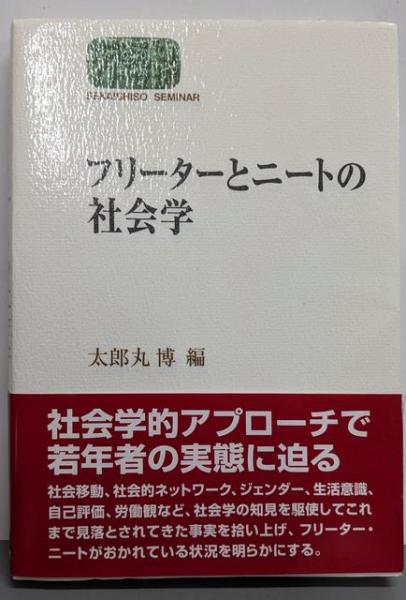 SEKAISHISO SEMINAR
フリーターとニートの
社会学
太郎丸 博 編
社会学的アプローチで
若年者の実態に迫る
社会移動、社会的ネットワーク、ジェンダー、生活意識、
自己評価、労働観など、社会学の知見を駆使してこれ
まで見落とされてきた事実を拾い上げ、フリーター・
ニートがおかれている状況を明らかにする。